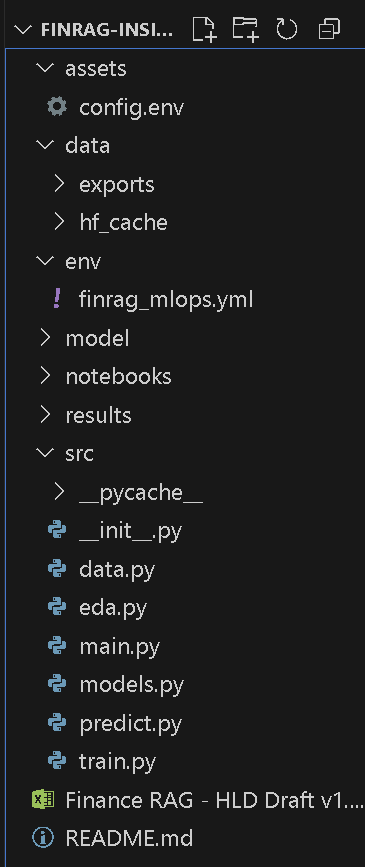 FINRAG-INSI...
assets
config.env
data
exports
hf_cache
env
! finrag_mlops.yml
model
notebooks
results
src
__pycache__
__init__.py
data.py
eda.py
main.py
models.py
predict.py
train.py
Finance RAG - HLD Draft v1....
README.md